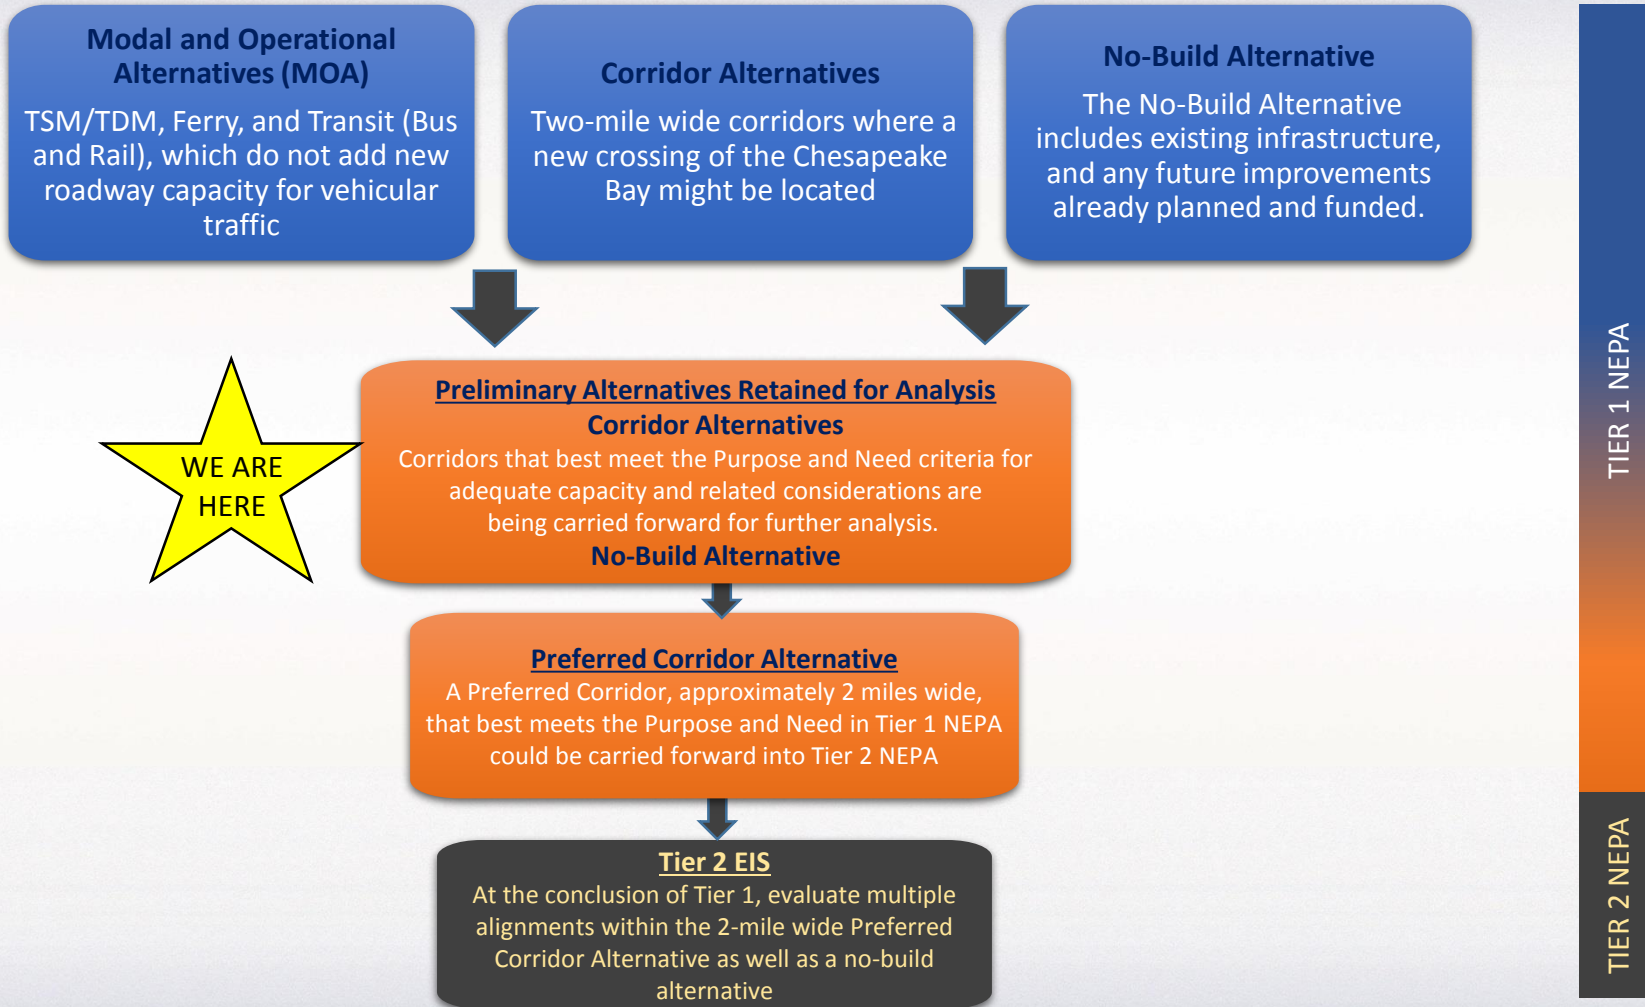 Modal and Operational
Alternatives (MOA)
TSM/TDM, Ferry, and Transit (Bus
and Rail), which do not add new
roadway capacity for vehicular
traffic
Corridor Alternatives
Two-mile wide corridors where a
new crossing of the Chesapeake
Bay might be located
No-Build Alternative
The No-Build Alternative
includes existing infrastructure,
and any future improvements
already planned and funded.
WE ARE
HERE
Preliminary Alternatives Retained for Analysis
Corridor Alternatives
Corridors that best meet the Purpose and Need criteria for
adequate capacity and related considerations are
being carried forward for further analysis.
No-Build Alternative
Preferred Corridor Alternative
A Preferred Corridor, approximately 2 miles wide,
that best meets the Purpose and Need in Tier 1 NEPA
could be carried forward into Tier 2 NEPA
Tier 2 EIS
At the conclusion of Tier 1, evaluate multiple
alignments within the 2-mile wide Preferred
Corridor Alternative as well as a no-build
alternative
TIER 1 NEPA
TIER 2 NEPA